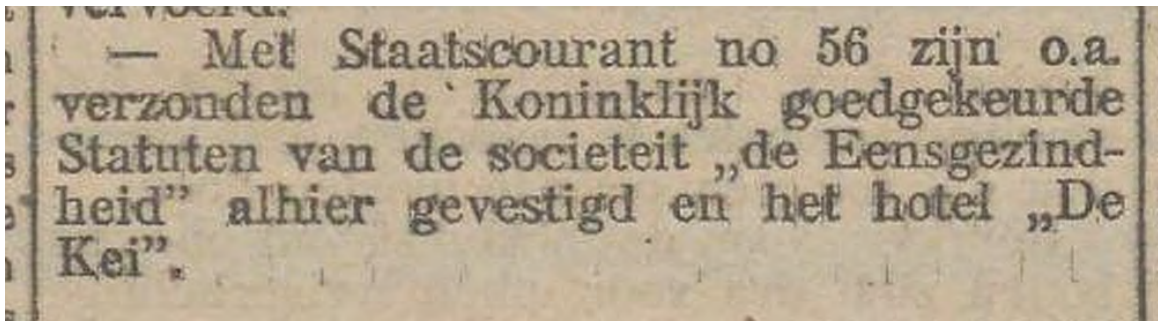 vervoerd.
— Met Staatscourant no 56 zijn o.a.
verzonden de Koninklijk goedgekeurde
Statuten van de societeit „de Eensgezind-
heid” alhier gevestigd en het hotel „De
Kei”.